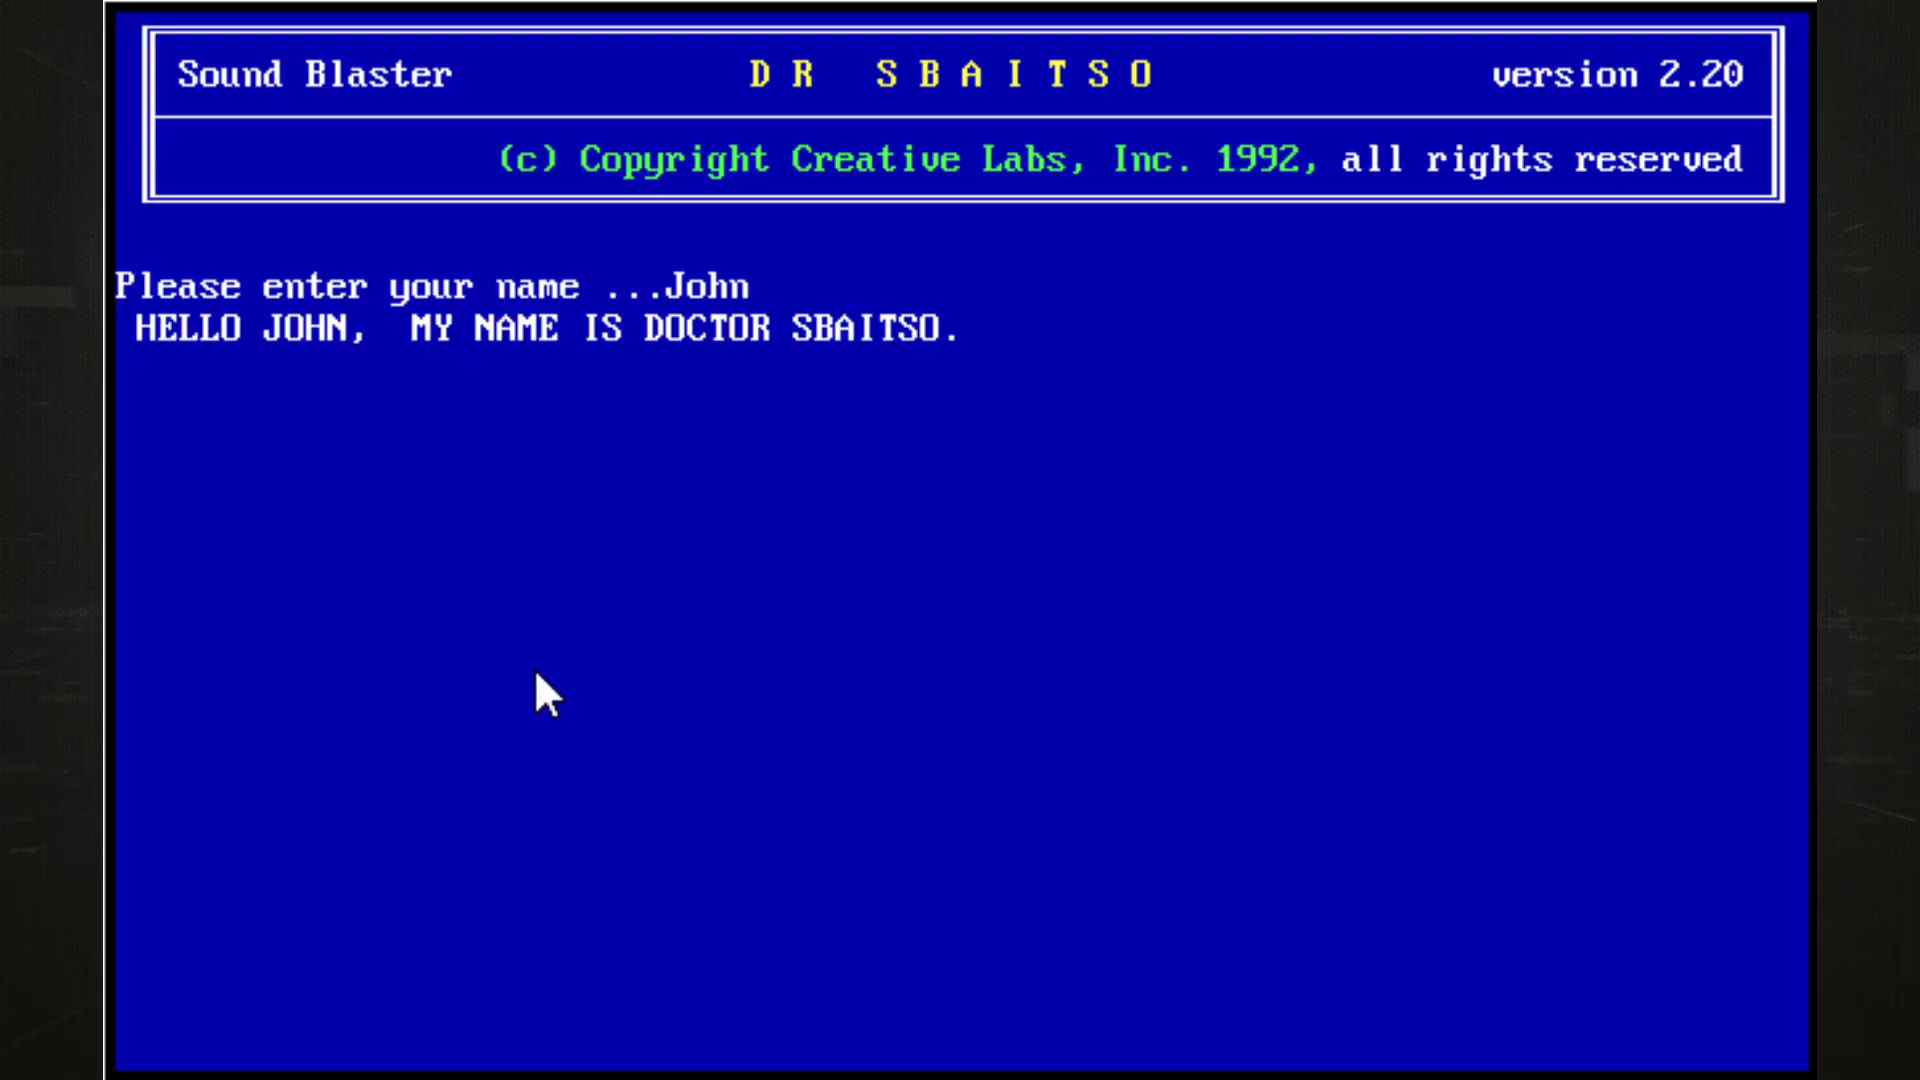 Sound Blaster D R S B A I T S O version 2.20
(c) Copyright Creative Labs, Inc. 1992, all rights reserved
Please enter your name ...John
HELLO JOHN, MY NAME IS DOCTOR SBAITSO.